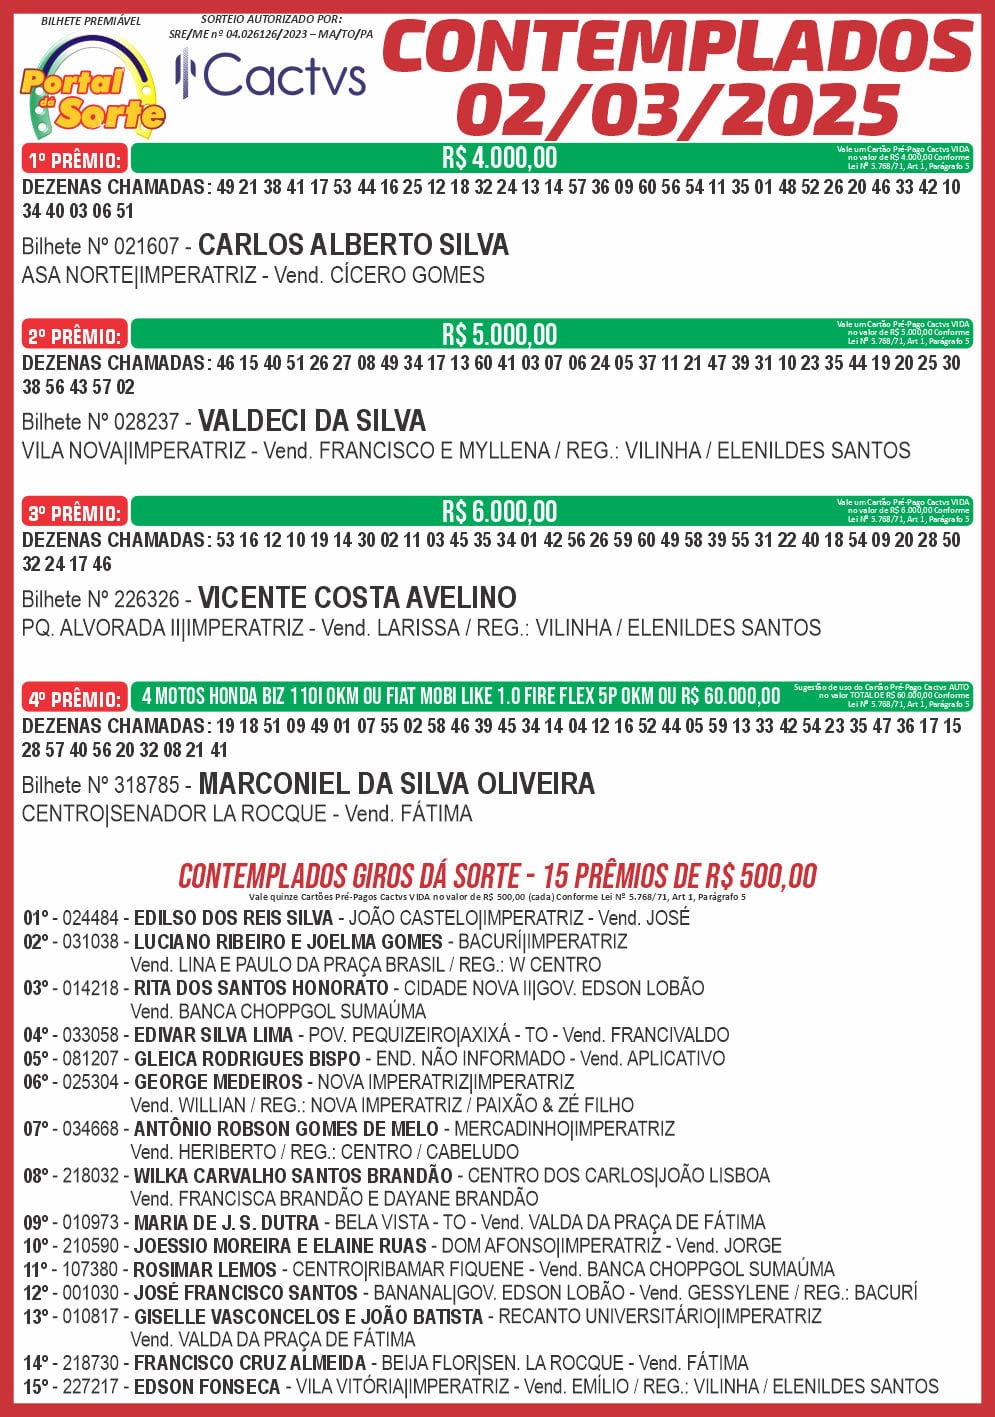 BILHETE PREMIÁVEL
Portal
dá
Sorte
SORTEIO AUTORIZADO POR:
SRE/ME nº 04.026126/2023 – MA/TO/PA
Cactvs
CONTEMPLADOS
02/03/2025
1º PRÊMIO:
R$ 4.000,00
Vale um Cartão Pré-Pago Cactvs VIDA
no valor de R$ 4.000,00 Conforme
Lei Nº 5.768/71, Art 1, Parágrafo 5
DEZENAS CHAMADAS: 49 21 38 41 17 53 44 16 25 12 18 32 24 13 14 57 36 09 60 56 54 11 35 01 48 52 26 20 46 33 42 10
34 40 03 06 51
Bilhete Nº 021607 - CARLOS ALBERTO SILVA
ASA NORTE|IMPERATRIZ - Vend. CÍCERO GOMES
2º PRÊMIO:
R$ 5.000,00
Vale um Cartão Pré-Pago Cactvs VIDA
no valor de R$ 5.000,00 Conforme
Lei Nº 5.768/71, Art 1, Parágrafo 5
DEZENAS CHAMADAS: 46 15 40 51 26 27 08 49 34 17 13 60 41 03 07 06 24 05 37 11 21 47 39 31 10 23 35 44 19 20 25 30
38 56 43 57 02
Bilhete Nº 028237 - VALDECI DA SILVA
VILA NOVA|IMPERATRIZ - Vend. FRANCISCO E MYLLENA / REG.: VILINHA / ELENILDES SANTOS
3º PRÊMIO:
R$ 6.000,00
Vale um Cartão Pré-Pago Cactvs VIDA
no valor de R$ 6.000,00 Conforme
Lei Nº 5.768/71, Art 1, Parágrafo 5
DEZENAS CHAMADAS: 53 16 12 10 19 14 30 02 11 03 45 35 34 01 42 56 26 59 60 49 58 39 55 31 22 40 18 54 09 20 28 50
32 24 17 46
Bilhete Nº 226326 - VICENTE COSTA AVELINO
PQ. ALVORADA II|IMPERATRIZ - Vend. LARISSA / REG.: VILINHA / ELENILDES SANTOS
4º PRÊMIO:
4 MOTOS HONDA BIZ 110I 0KM OU FIAT MOBI LIKE 1.0 FIRE FLEX 5P 0KM OU R$ 60.000,00
Sugestão de uso do Cartão Pré-Pago Cactvs AUTO
no valor TOTAL DE R$ 60.000,00 Conforme
Lei Nº 5.768/71, Art 1, Parágrafo 5
DEZENAS CHAMADAS: 19 18 51 09 49 01 07 55 02 58 46 39 45 34 14 04 12 16 52 44 05 59 13 33 42 54 23 35 47 36 17 15
28 57 40 56 20 32 08 21 41
Bilhete Nº 318785 - MARCONIEL DA SILVA OLIVEIRA
CENTRO|SENADOR LA ROCQUE - Vend. FÁTIMA
CONTEMPLADOS GIROS DÁ SORTE - 15 PRÊMIOS DE R$ 500,00
Vale quinze Cartões Pré-Pagos Cactvs VIDA no valor de R$ 500,00 (cada) Conforme Lei Nº 5.768/71, Art 1, Parágrafo 5
01º - 024484 - EDILSO DOS REIS SILVA - JOÃO CASTELO|IMPERATRIZ - Vend. JOSÉ
02º - 031038 - LUCIANO RIBEIRO E JOELMA GOMES - BACURÍ|IMPERATRIZ
Vend. LINA E PAULO DA PRAÇA BRASIL / REG.: W CENTRO
03º - 014218 - RITA DOS SANTOS HONORATO - CIDADE NOVA II|GOV. EDSON LOBÃO
Vend. BANCA CHOPPGOL SUMAÚMA
04º - 033058 - EDIVAR SILVA LIMA - POV. PEQUIZEIRO|AXIXÁ - TO - Vend. FRANCIVALDO
05º - 081207 - GLEICA RODRIGUES BISPO - END. NÃO INFORMADO - Vend. APLICATIVO
06º - 025304 - GEORGE MEDEIROS - NOVA IMPERATRIZ|IMPERATRIZ
Vend. WILLIAN / REG.: NOVA IMPERATRIZ / PAIXÃO & ZÉ FILHO
07º - 034668 - ANTÔNIO ROBSON GOMES DE MELO - MERCADINHO|IMPERATRIZ
Vend. HERIBERTO / REG.: CENTRO / CABELUDO
08º - 218032 - WILKA CARVALHO SANTOS BRANDÃO - CENTRO DOS CARLOS|JOÃO LISBOA
Vend. FRANCISCA BRANDÃO E DAYANE BRANDÃO
09º - 010973 - MARIA DE J. S. DUTRA - BELA VISTA - TO - Vend. VALDA DA PRAÇA DE FÁTIMA
10º - 210590 - JOESSIO MOREIRA E ELAINE RUAS - DOM AFONSO|IMPERATRIZ - Vend. JORGE
11º - 107380 - ROSIMAR LEMOS - CENTRO|RIBAMAR FIQUENE - Vend. BANCA CHOPPGOL SUMAÚMA
12º - 001030 - JOSÉ FRANCISCO SANTOS - BANANAL|GOV. EDSON LOBÃO - Vend. GESSYLENE / REG.: BACURÍ
13º - 010817 - GISELLE VASCONCELOS E JOÃO BATISTA - RECANTO UNIVERSITÁRIO|IMPERATRIZ
Vend. VALDA DA PRAÇA DE FÁTIMA
14º - 218730 - FRANCISCO CRUZ ALMEIDA - BEIJA FLOR|SEN. LA ROCQUE - Vend. FÁTIMA
15º - 227217 - EDSON FONSECA - VILA VITÓRIA|IMPERATRIZ - Vend. EMÍLIO / REG.: VILINHA / ELENILDES SANTOS